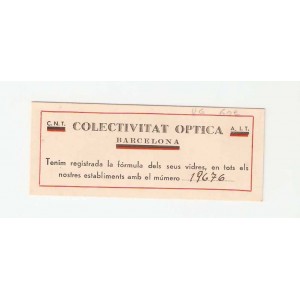 C.N.T. COLECTIVITAT OPTICA A.I.T.
BARCELONA
Tenim registrada la fórmula dels seus vidres, en tots els
nostres establiments amb el número 19676